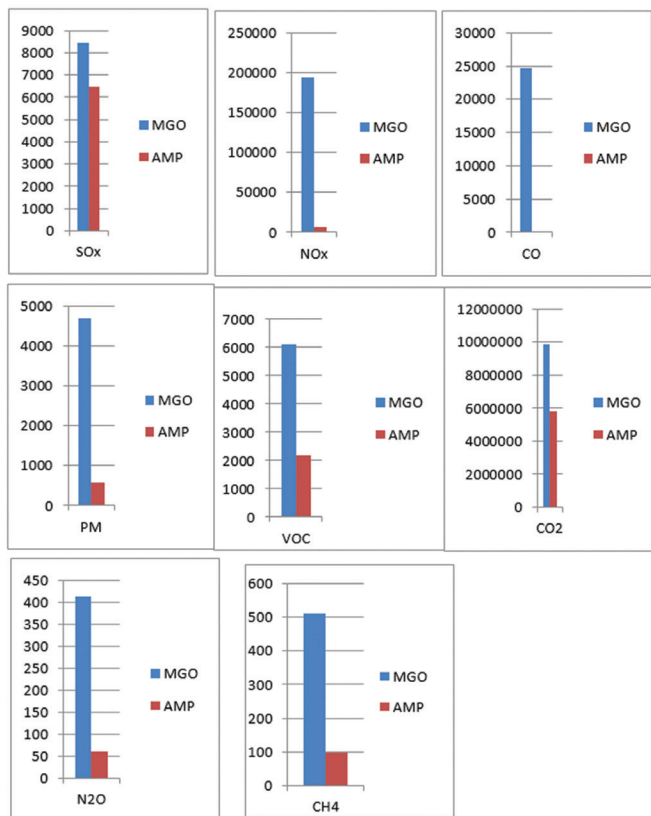 9000
8000
7000
6000
5000
4000
3000
2000
1000
0
SOx
MGO
AMP
250000
200000
150000
100000
50000
0
NOx
MGO
AMP
30000
25000
20000
15000
10000
5000
0
CO
MGO
AMP
5000
4000
3000
2000
1000
0
PM
MGO
AMP
7000
6000
5000
4000
3000
2000
1000
0
VOC
MGO
AMP
12000000
10000000
8000000
6000000
4000000
2000000
0
CO2
MGO
AMP
450
400
350
300
250
200
150
100
50
0
N2O
MGO
AMP
600
500
400
300
200
100
0
CH4
MGO
AMP